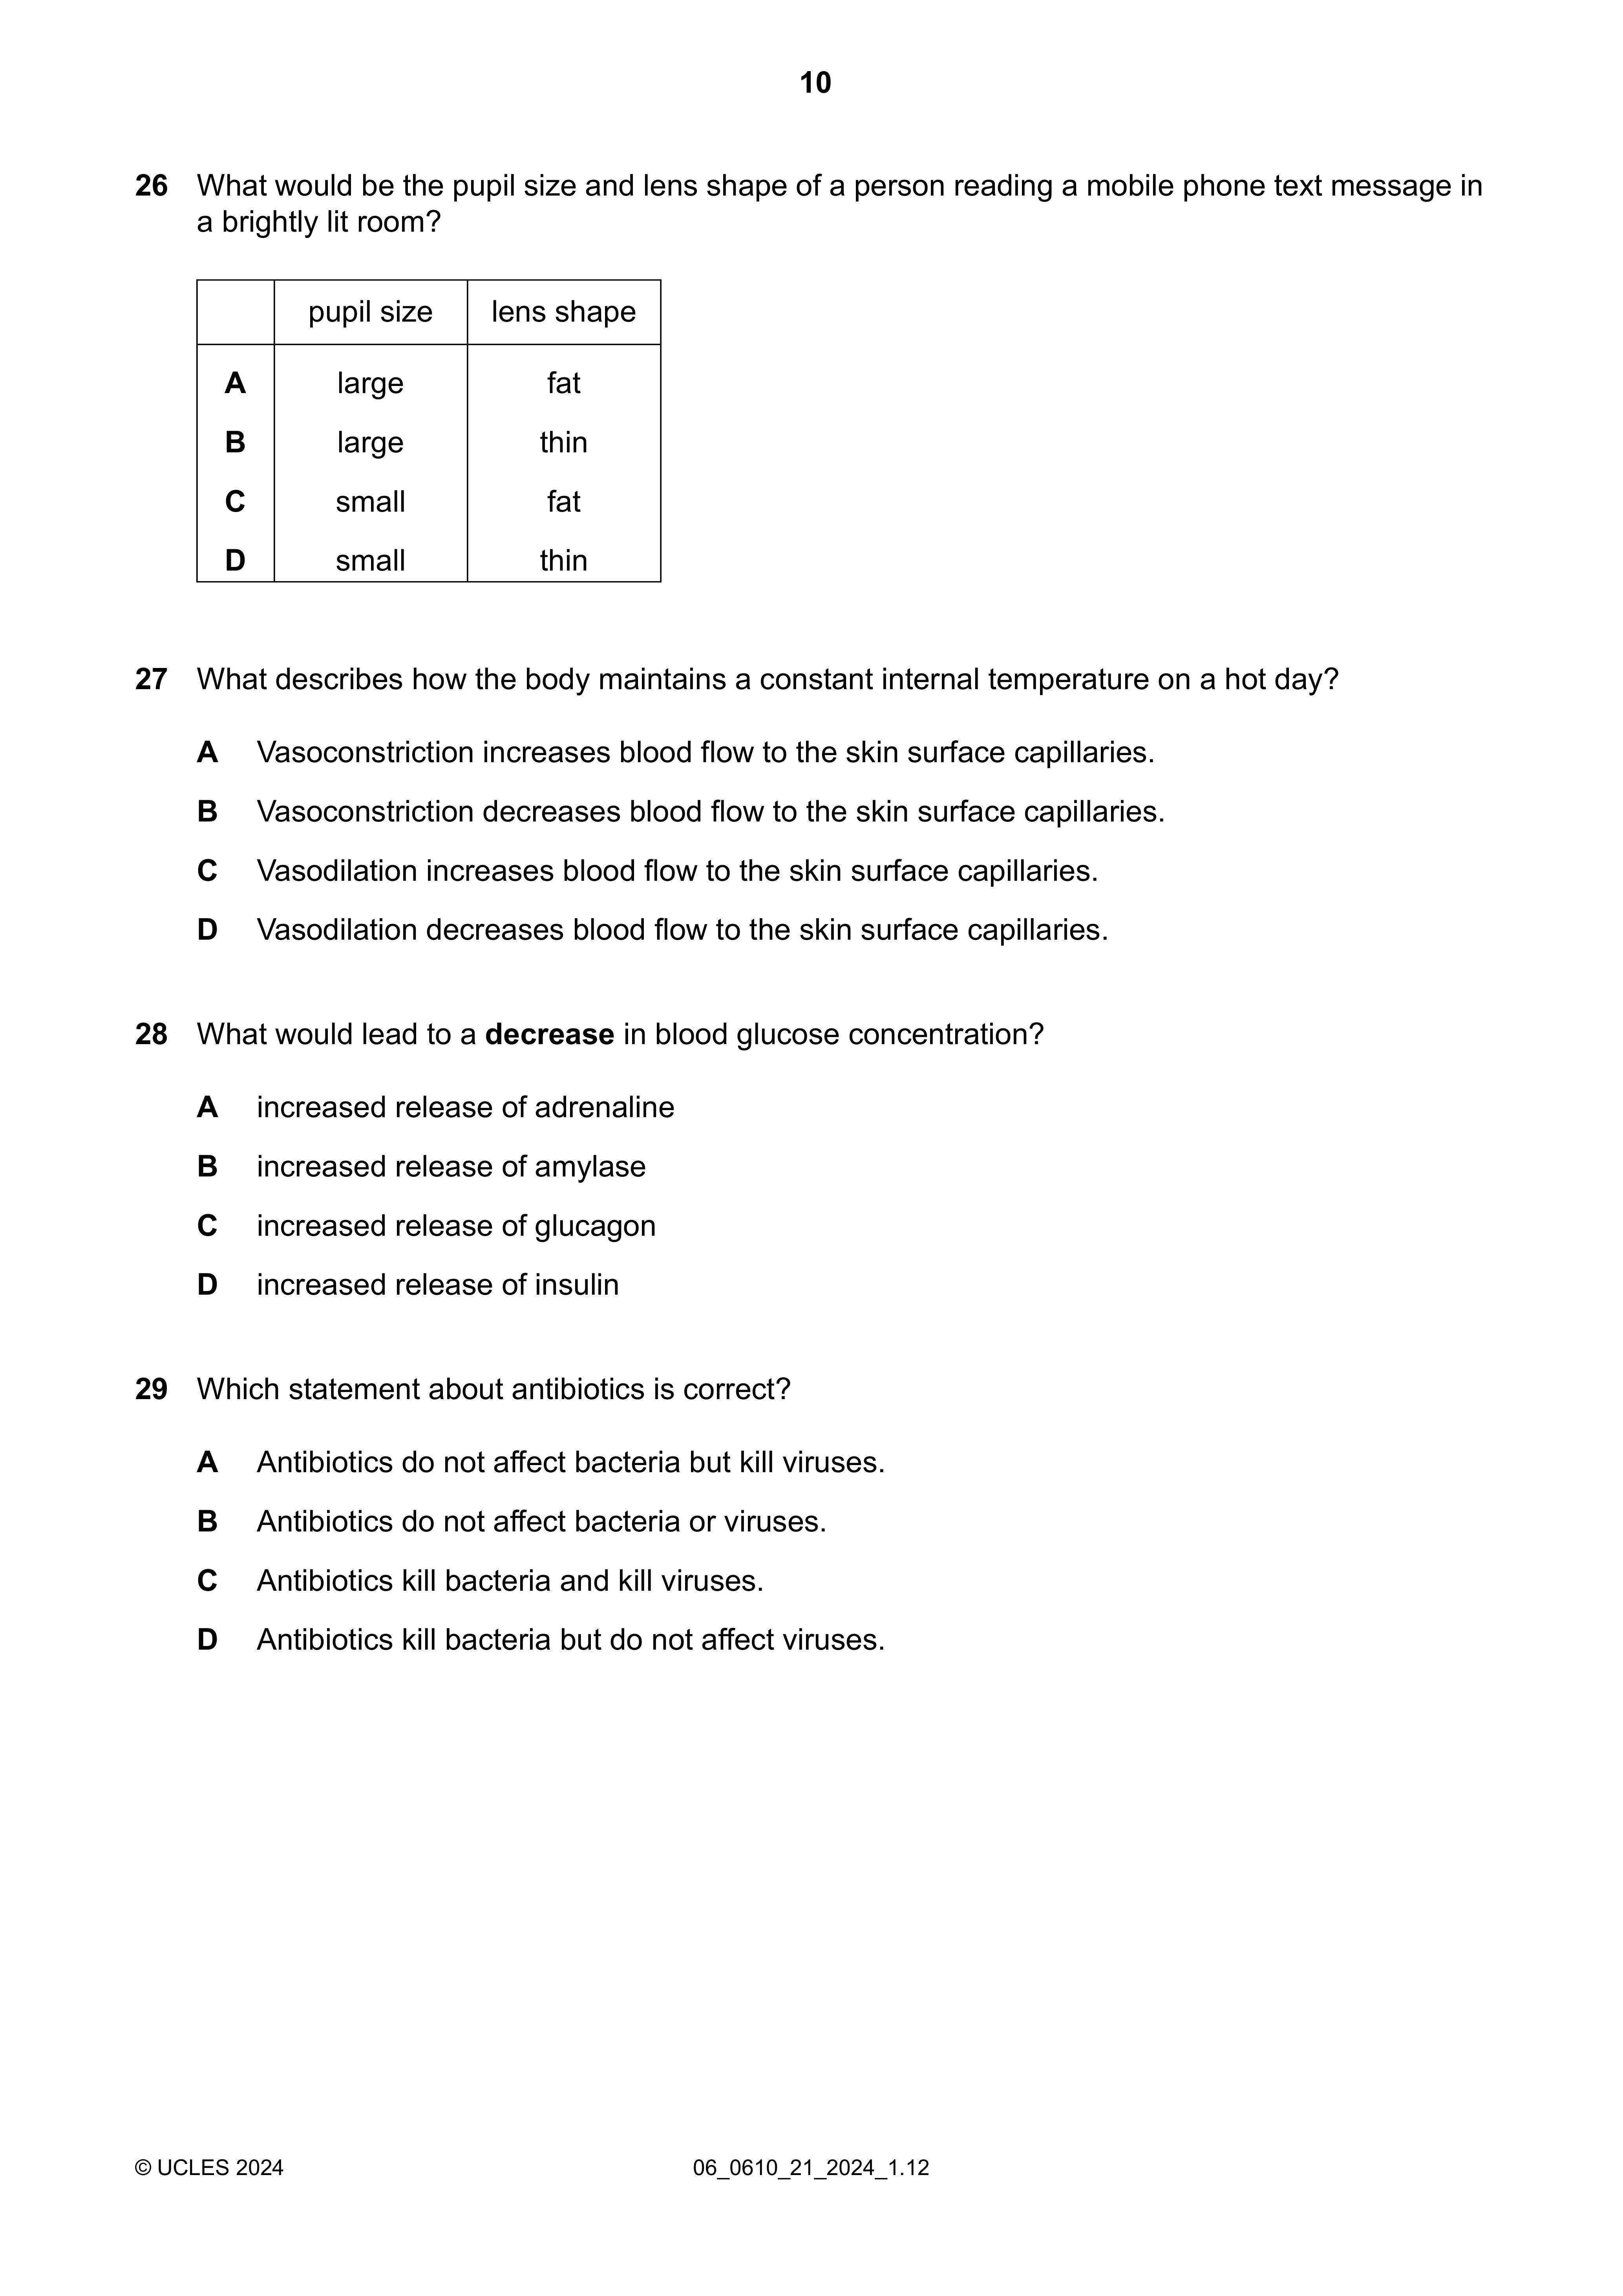 10
26 What would be the pupil size and lens shape of a person reading a mobile phone text message in
a brightly lit room?
pupil size lens shape
A large fat
B large thin
C small fat
D small thin
27 What describes how the body maintains a constant internal temperature on a hot day?
A Vasoconstriction increases blood flow to the skin surface capillaries.
B Vasoconstriction decreases blood flow to the skin surface capillaries.
C Vasodilation increases blood flow to the skin surface capillaries.
D Vasodilation decreases blood flow to the skin surface capillaries.
28 What would lead to a decrease in blood glucose concentration?
A increased release of adrenaline
B increased release of amylase
C increased release of glucagon
D increased release of insulin
29 Which statement about antibiotics is correct?
A Antibiotics do not affect bacteria but kill viruses.
B Antibiotics do not affect bacteria or viruses.
C Antibiotics kill bacteria and kill viruses.
D Antibiotics kill bacteria but do not affect viruses.
© UCLES 2024 06_0610_21_2024_1.12